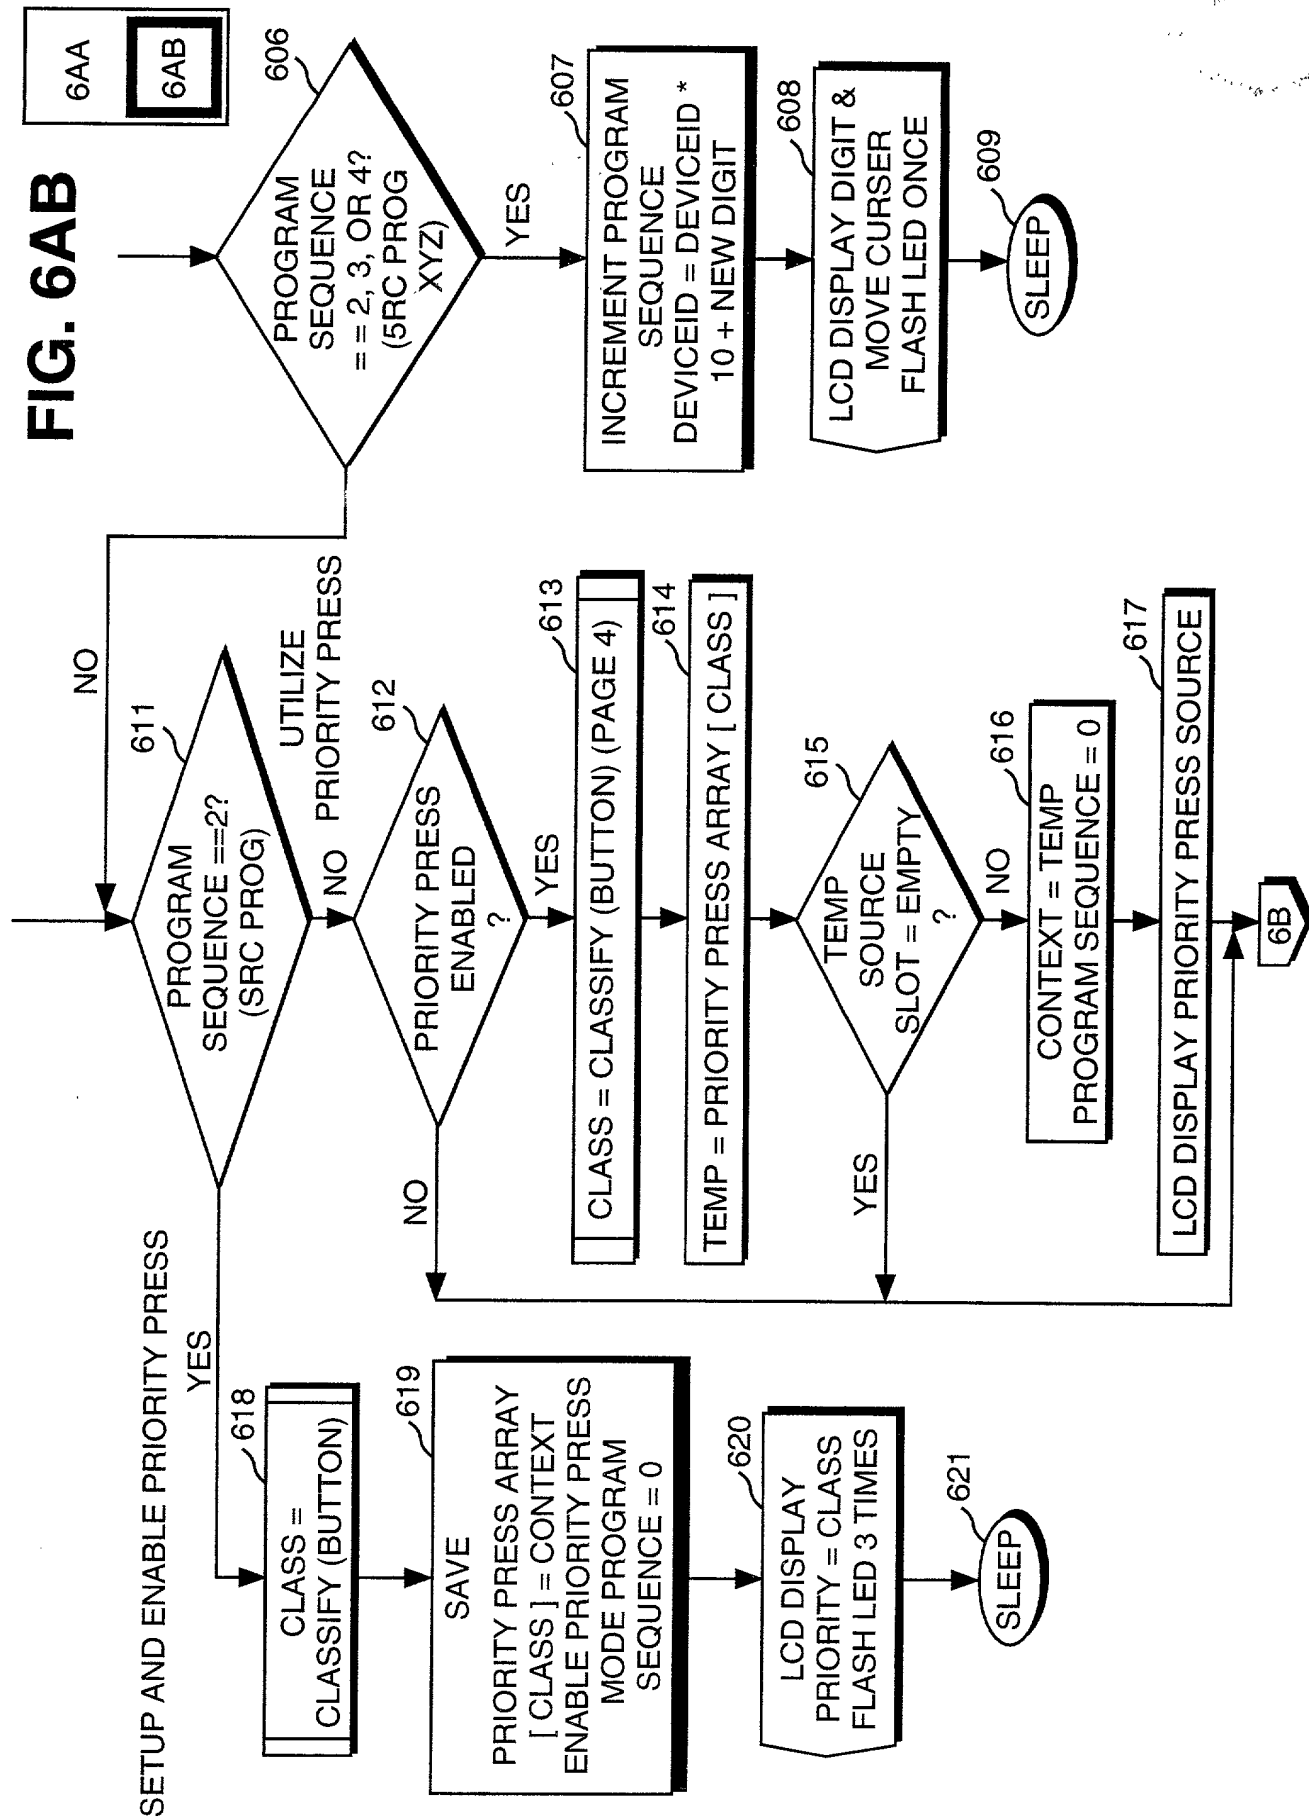 FIG. 6AB
6AA
6AB
606
PROGRAM
SEQUENCE
= = 2, 3, OR 4?
(5RC PROG
XYZ)
YES
607
INCREMENT PROGRAM
SEQUENCE
DEVICEID = DEVICEID *
10 + NEW DIGIT
608
LCD DISPLAY DIGIT &
MOVE CURSER
FLASH LED ONCE
609
SLEEP
NO
611
PROGRAM
SEQUENCE ==2?
(SRC PROG)
UTILIZE
PRIORITY PRESS
NO
612
PRIORITY PRESS
ENABLED
?
YES
NO
613
CLASS = CLASSIFY (BUTTON) (PAGE 4)
614
TEMP = PRIORITY PRESS ARRAY [ CLASS ]
615
TEMP
SOURCE
SLOT = EMPTY
?
NO
YES
616
CONTEXT = TEMP
PROGRAM SEQUENCE = 0
617
LCD DISPLAY PRIORITY PRESS SOURCE
6B
SETUP AND ENABLE PRIORITY PRESS
YES
618
CLASS =
CLASSIFY (BUTTON)
619
SAVE
PRIORITY PRESS ARRAY
[ CLASS ] = CONTEXT
ENABLE PRIORITY PRESS
MODE PROGRAM
SEQUENCE = 0
620
LCD DISPLAY
PRIORITY = CLASS
FLASH LED 3 TIMES
621
SLEEP